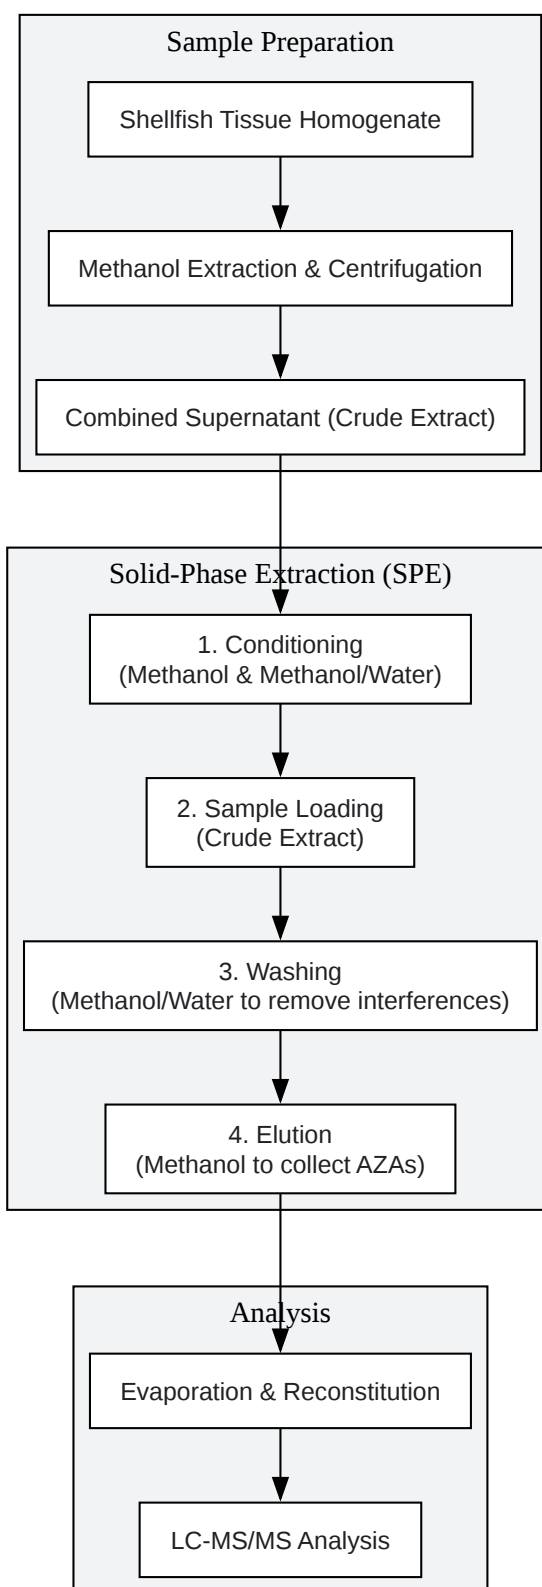 Sample Preparation
Shellfish Tissue Homogenate
Methanol Extraction & Centrifugation
Combined Supernatant (Crude Extract)
Solid-Phase Extraction (SPE)
1. Conditioning
(Methanol & Methanol/Water)
2. Sample Loading
(Crude Extract)
3. Washing
(Methanol/Water to remove interferences)
4. Elution
(Methanol to collect AZAs)
Analysis
Evaporation & Reconstitution
LC-MS/MS Analysis